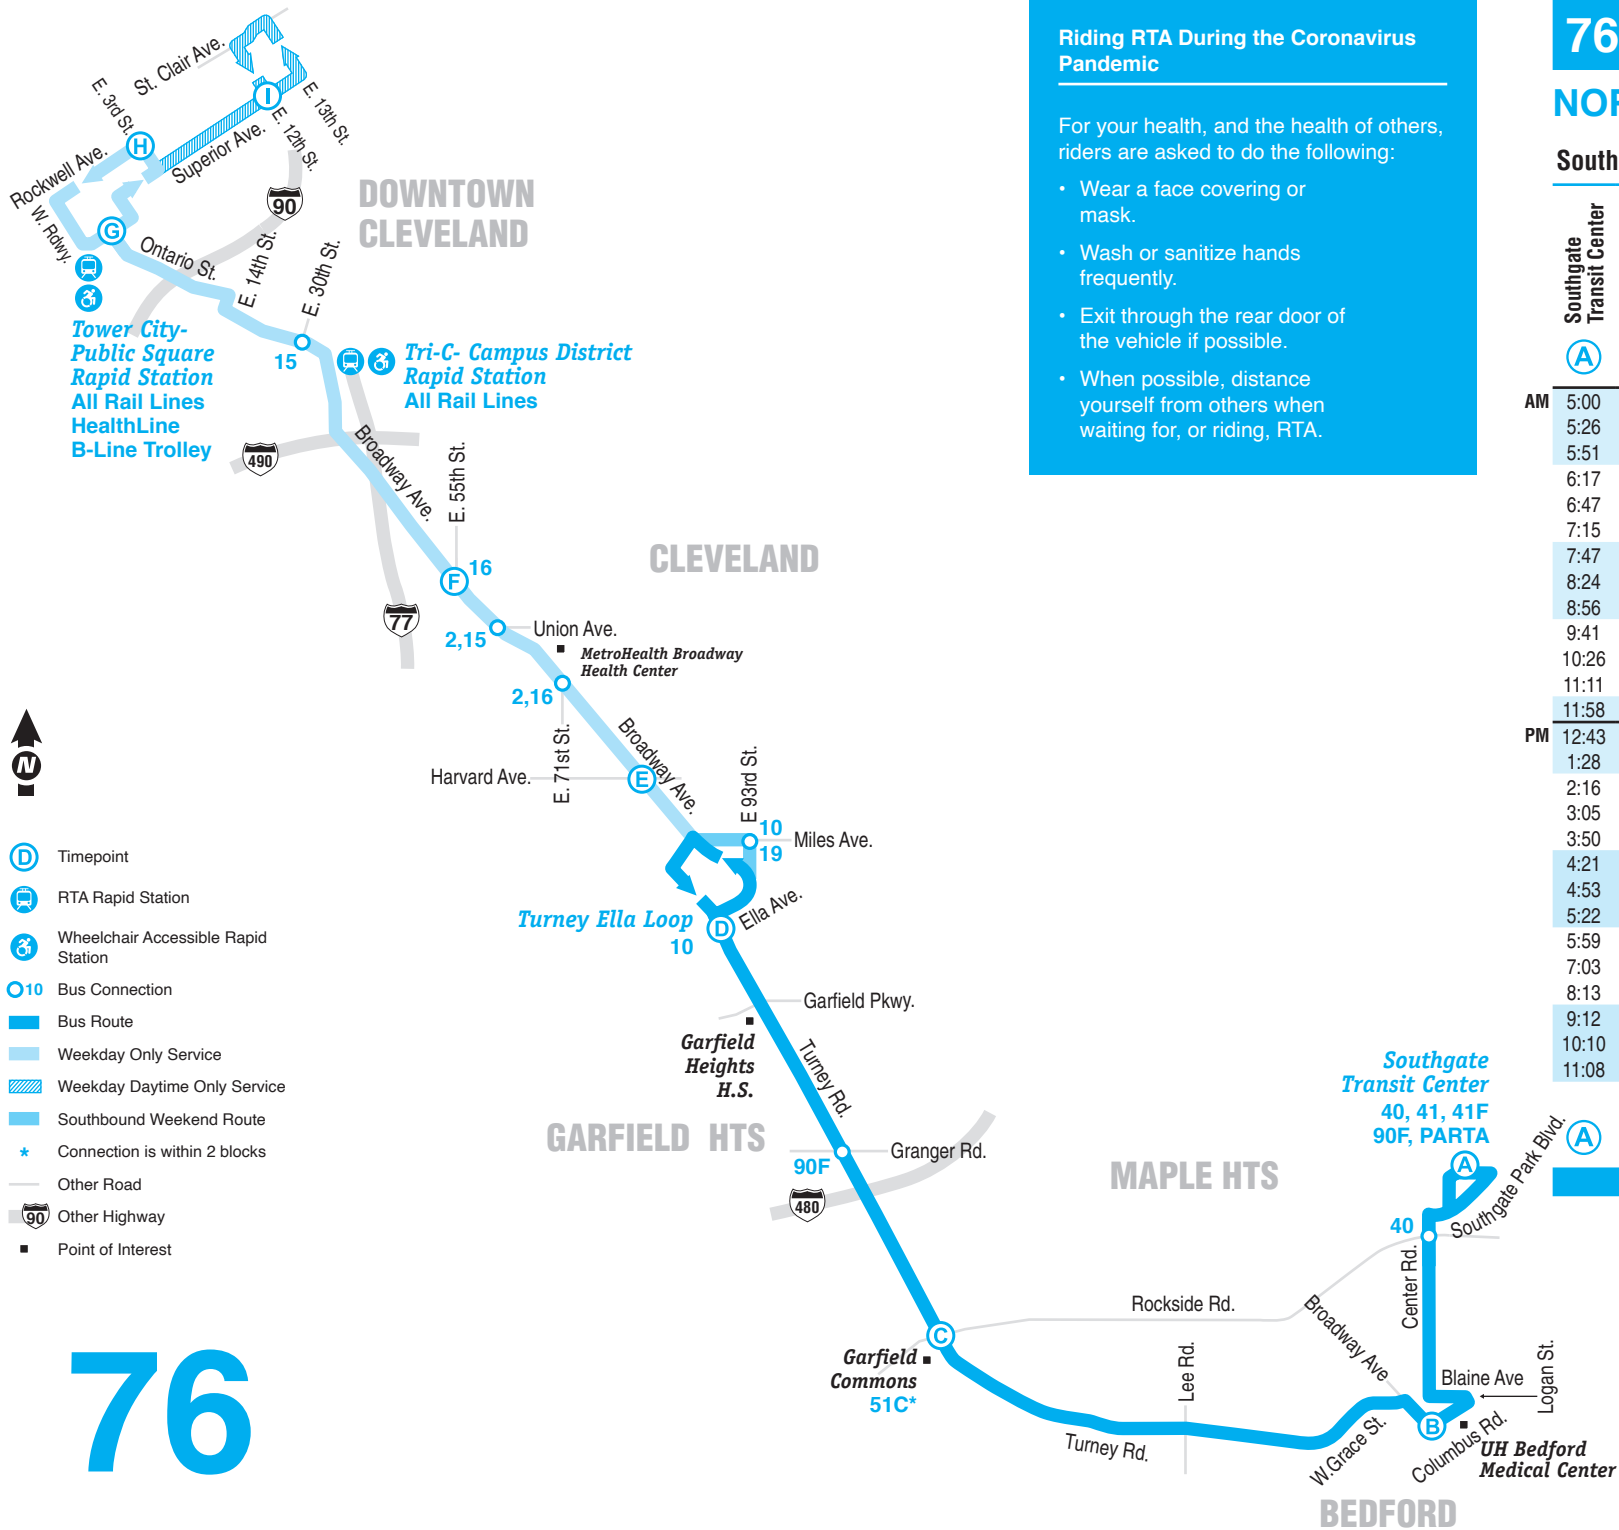 St. Clair Ave.
E. 3rd St.
E. 13th St.
I
E. 12th St.
H
Superior Ave.
Rockwell Ave.
W. Rdwy.
90
DOWNTOWN
CLEVELAND
G
Ontario St.
E. 14th St.
E. 30th St.
Tower City-
Public Square
Rapid Station
All Rail Lines
HealthLine
B-Line Trolley
15
Tri-C- Campus District
Rapid Station
All Rail Lines
490
Broadway Ave.
E. 55th St.
CLEVELAND
F
16
77
2,15
Union Ave.
MetroHealth Broadway
Health Center
2,16
E. 71st St.
Broadway Ave.
Harvard Ave.
E
E 93rd St.
10
19
Miles Ave.
Turney Ella Loop
10
D
Ella Ave.
Garfield Pkwy.
Garfield
Heights
H.S.
Turney Rd.
GARFIELD HTS
90F
Granger Rd.
480
MAPLE HTS
Southgate
Transit Center
40, 41, 41F
90F, PARTA
A
Southgate Park Blvd.
40
Center Rd.
Rockside Rd.
Broadway Ave
C
Garfield
Commons
51C*
Lee Rd.
Turney Rd.
W.Grace St.
B
Blaine Ave
Logan St.
Columbus Rd.
UH Bedford
Medical Center
BEDFORD
N
D Timepoint
RTA Rapid Station
Wheelchair Accessible Rapid
Station
10 Bus Connection
Bus Route
Weekday Only Service
Weekday Daytime Only Service
Southbound Weekend Route
* Connection is within 2 blocks
Other Road
90 Other Highway
Point of Interest
76
Riding RTA During the Coronavirus
Pandemic
For your health, and the health of others,
riders are asked to do the following:
• Wear a face covering or
mask.
• Wash or sanitize hands
frequently.
• Exit through the rear door of
the vehicle if possible.
• When possible, distance
yourself from others when
waiting for, or riding, RTA.
76
South
Southgate
Transit Center
A
AM 5:00
5:26
5:51
6:17
6:47
7:15
7:47
8:24
8:56
9:41
10:26
11:11
11:58
PM 12:43
1:28
2:16
3:05
3:50
4:21
4:53
5:22
5:59
7:03
8:13
9:12
10:10
11:08
A